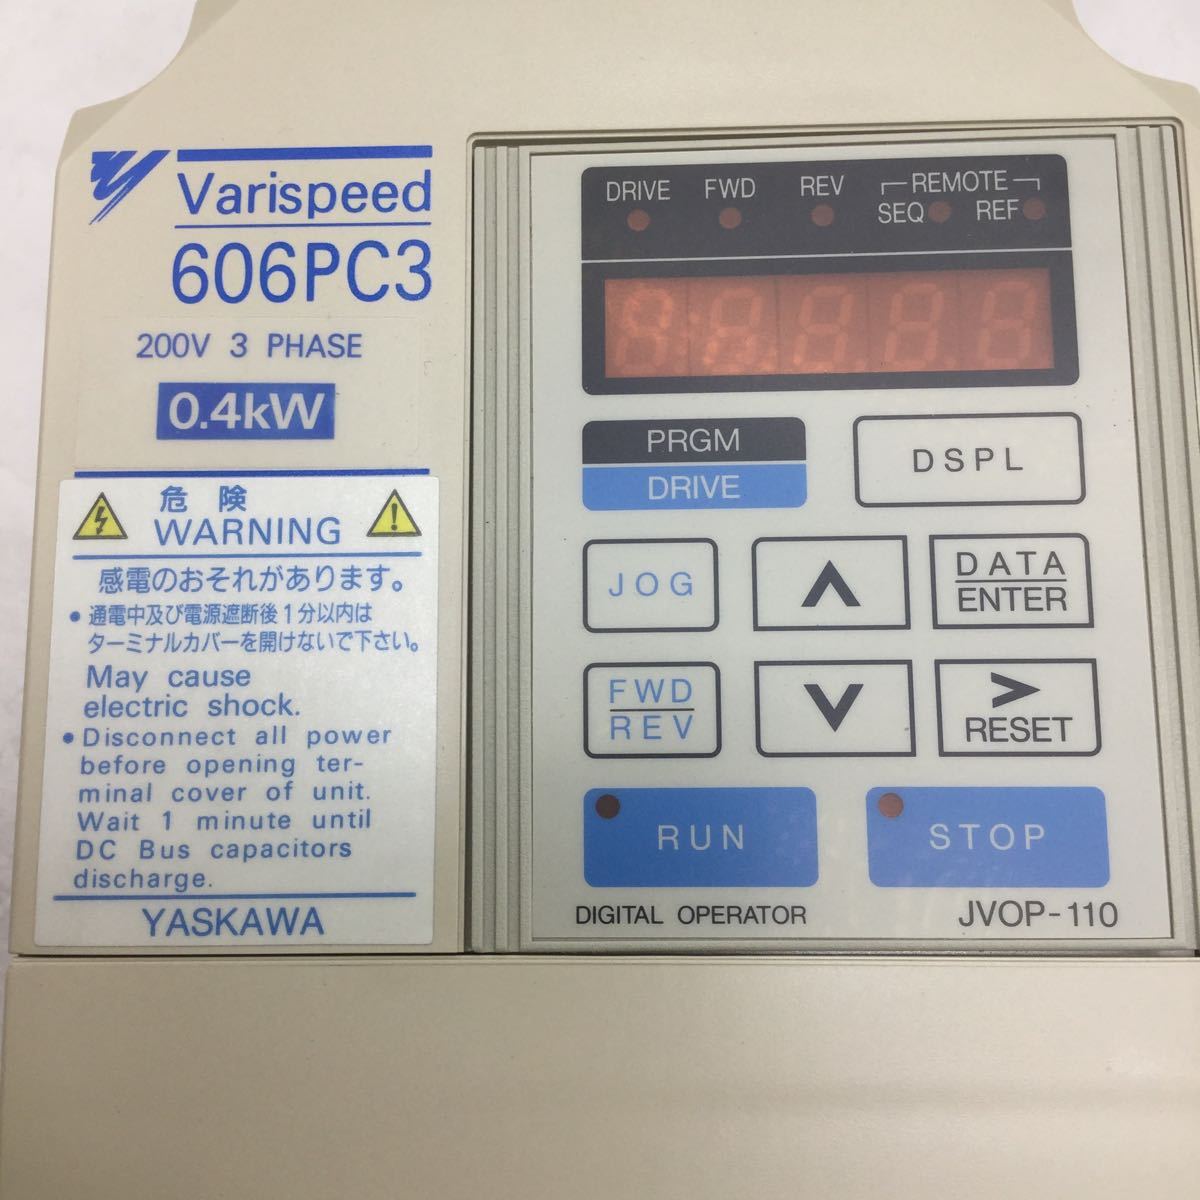 Varispeed
606PC3
200V 3 PHASE
0.4kW
危険
WARNING
感電のおそれがあります。
● 通電中及び電源遮断後1分以内は
ターミナルカバーを開けないで下さい。
May cause
electric shock.
● Disconnect all power
before opening ter-
minal cover of unit.
Wait 1 minute until
DC Bus capacitors
discharge.
YASKAWA
DRIVE FWD REV REMOTE
SEQ REF
PRGM
DRIVE
DSPL
JOG
∧
DATA
ENTER
FWD
REV
∨
>
RESET
RUN
STOP
DIGITAL OPERATOR JVOP-110